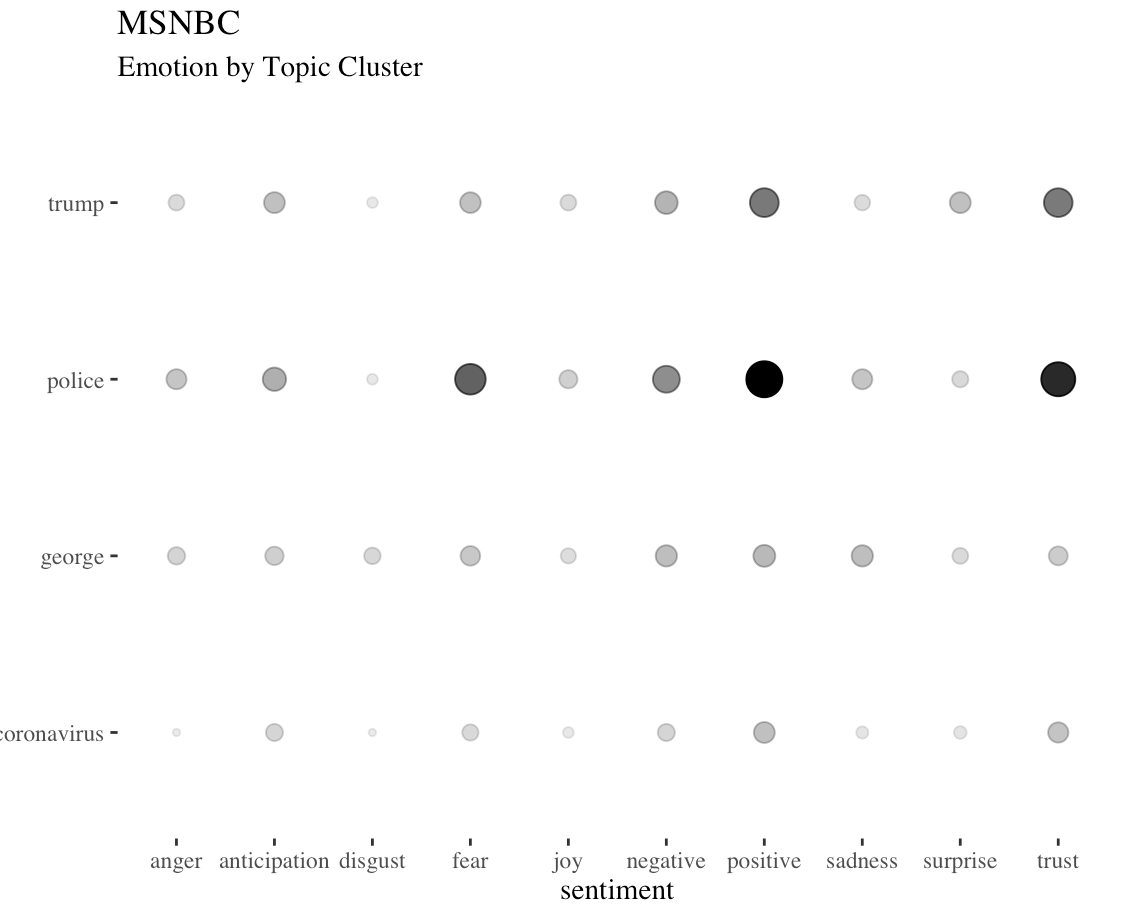 MSNBC
Emotion by Topic Cluster
trump
police
george
coronavirus
anger anticipation disgust fear joy negative positive sadness surprise trust
sentiment